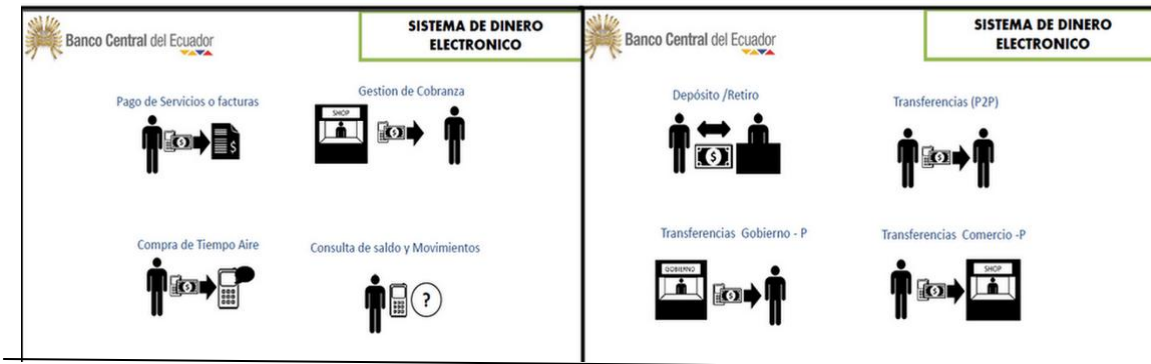 Banco Central del Ecuador
SISTEMA DE DINERO
ELECTRONICO
Pago de Servicios o facturas
Gestion de Cobranza
SHOP
Compra de Tiempo Aire
Consulta de saldo y Movimientos
?
Banco Central del Ecuador
SISTEMA DE DINERO
ELECTRONICO
Depósito /Retiro
Transferencias (P2P)
Transferencias Gobierno - P
Transferencias Comercio -P
GOBIERNO
SHOP